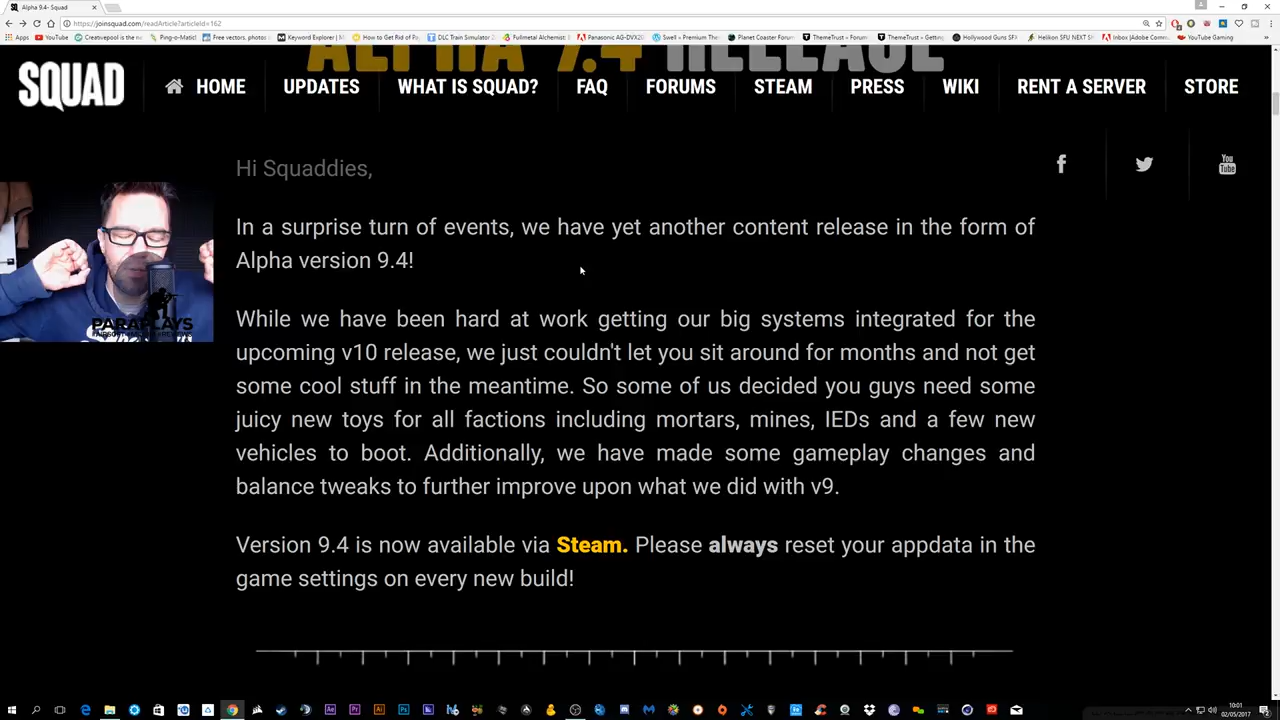 Alpha 9.4- Squad
https://joinsquad.com/readArticle?articleId=162
Apps
YouTube
Creativepool is the n
Ping-o-Matic!
Free vectors, photos
Keyword Explorer | M
How to Get Rid of P
DLC Train Simulator 2
Fullmetal Alchemist
Panasonic AG-DVX20
Swell = Premium The
Planet Coaster Forum
ThemeTrust = Forum
ThemeTrust = Getting
Hollywood Guns SFX
Helikon SFU NEXT SH
Inbox | Adobe Commu
YouTube Gaming
ALPHA 9.4 RELEASE
SQUAD
HOME
UPDATES
WHAT IS SQUAD?
FAQ
FORUMS
STEAM
PRESS
WIKI
RENT A SERVER
STORE
Hi Squaddies,
In a surprise turn of events, we have yet another content release in the form of
Alpha version 9.4!
While we have been hard at work getting our big systems integrated for the
upcoming v10 release, we just couldn't let you sit around for months and not get
some cool stuff in the meantime. So some of us decided you guys need some
juicy new toys for all factions including mortars, mines, IEDs and a few new
vehicles to boot. Additionally, we have made some gameplay changes and
balance tweaks to further improve upon what we did with v9.
Version 9.4 is now available via Steam. Please always reset your appdata in the
game settings on every new build!
PARAPLAYS
You
Tube
10:01
02/05/2017